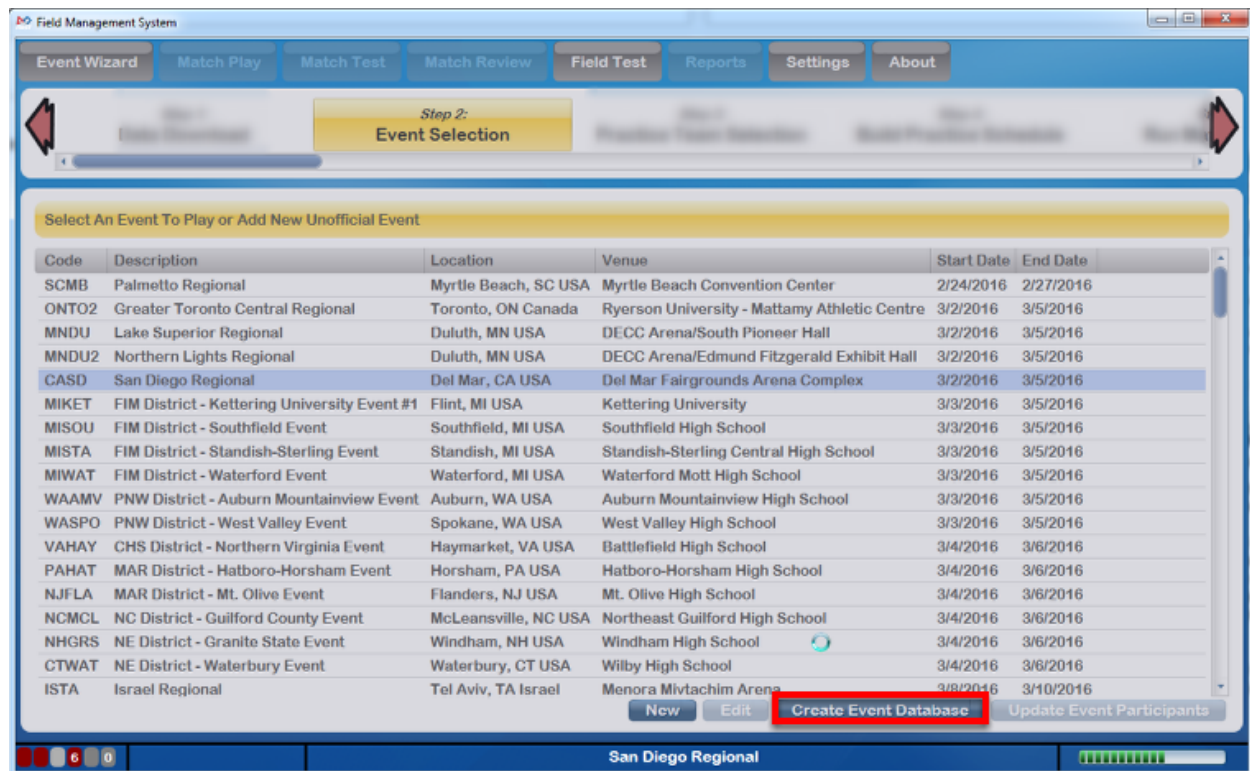 Field Management System
Event Wizard Match Play Match Test Match Review Field Test Reports Settings About
Step 2:
Event Selection
Select An Event To Play or Add New Unofficial Event
Code Description Location Venue Start Date End Date
SCMB Palmetto Regional Myrtle Beach, SC USA Myrtle Beach Convention Center 2/24/2016 2/27/2016
ONTO2 Greater Toronto Central Regional Toronto, ON Canada Ryerson University - Mattamy Athletic Centre 3/2/2016 3/5/2016
MNDU Lake Superior Regional Duluth, MN USA DECC Arena/South Pioneer Hall 3/2/2016 3/5/2016
MNDU2 Northern Lights Regional Duluth, MN USA DECC Arena/Edmund Fitzgerald Exhibit Hall 3/2/2016 3/5/2016
CASD San Diego Regional Del Mar, CA USA Del Mar Fairgrounds Arena Complex 3/2/2016 3/5/2016
MIKET FIM District - Kettering University Event #1 Flint, MI USA Kettering University 3/3/2016 3/5/2016
MISOU FIM District - Southfield Event Southfield, MI USA Southfield High School 3/3/2016 3/5/2016
MISTA FIM District - Standish-Sterling Event Standish, MI USA Standish-Sterling Central High School 3/3/2016 3/5/2016
MIWAT FIM District - Waterford Event Waterford, MI USA Waterford Mott High School 3/3/2016 3/5/2016
WAAMV PNW District - Auburn Mountainview Event Auburn, WA USA Auburn Mountainview High School 3/3/2016 3/5/2016
WASPO PNW District - West Valley Event Spokane, WA USA West Valley High School 3/3/2016 3/5/2016
VAHAY CHS District - Northern Virginia Event Haymarket, VA USA Battlefield High School 3/4/2016 3/6/2016
PAHAT MAR District - Hatboro-Horsham Event Horsham, PA USA Hatboro-Horsham High School 3/4/2016 3/6/2016
NJFLA MAR District - Mt. Olive Event Flanders, NJ USA Mt. Olive High School 3/4/2016 3/6/2016
NCMCL NC District - Guilford County Event McLeansville, NC USA Northeast Guilford High School 3/4/2016 3/6/2016
NHGRS NE District - Granite State Event Windham, NH USA Windham High School 3/4/2016 3/6/2016
CTWAT NE District - Waterbury Event Waterbury, CT USA Wilby High School 3/4/2016 3/6/2016
ISTA Israel Regional Tel Aviv, TA Israel Menora Mivtachim Arena 3/8/2016 3/10/2016
New Edit Create Event Database Update Event Participants
6 0 San Diego Regional